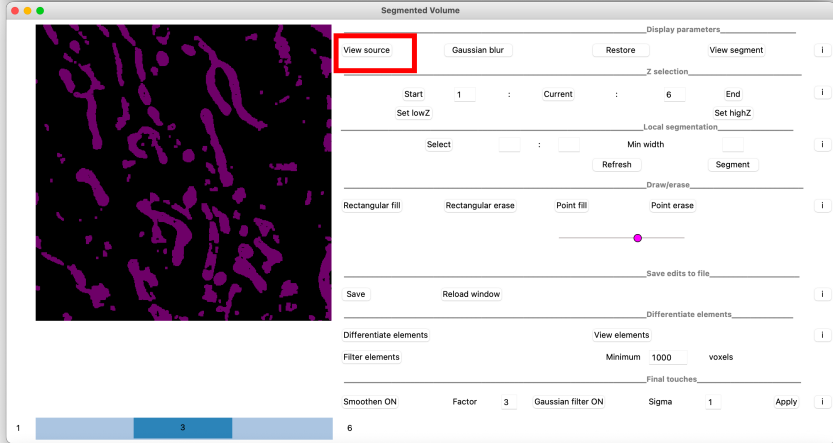 Segmented Volume
Display parameters
View source Gaussian blur Restore View segment i
Z selection
Start 1 : Current : 6 End i
Set lowZ Set highZ
Local segmentation
Select : Min width i
Refresh Segment
Draw/erase
Rectangular fill Rectangular erase Point fill Point erase i
Save edits to file
Save Reload window i
Differentiate elements
Differentiate elements View elements i
Filter elements Minimum 1000 voxels
Final touches
Smoothen ON Factor 3 Gaussian filter ON Sigma 1 Apply i
1 3 6